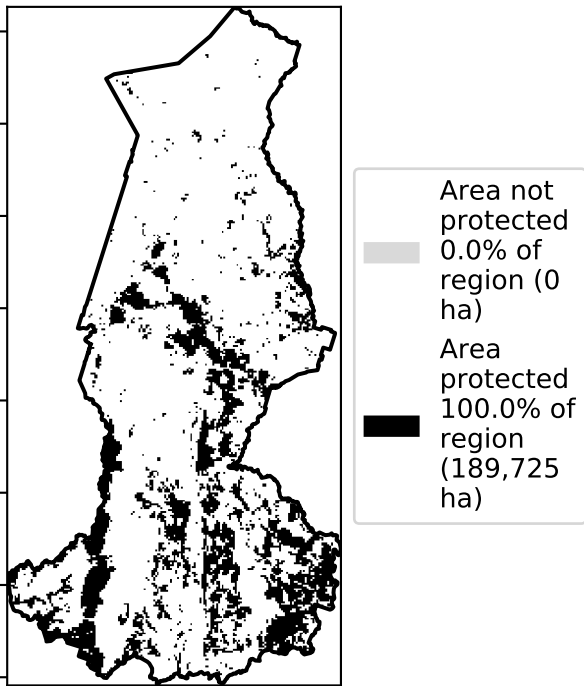 Area not
protected
0.0% of
region (0
ha)
Area
protected
100.0% of
region
(189,725
ha)